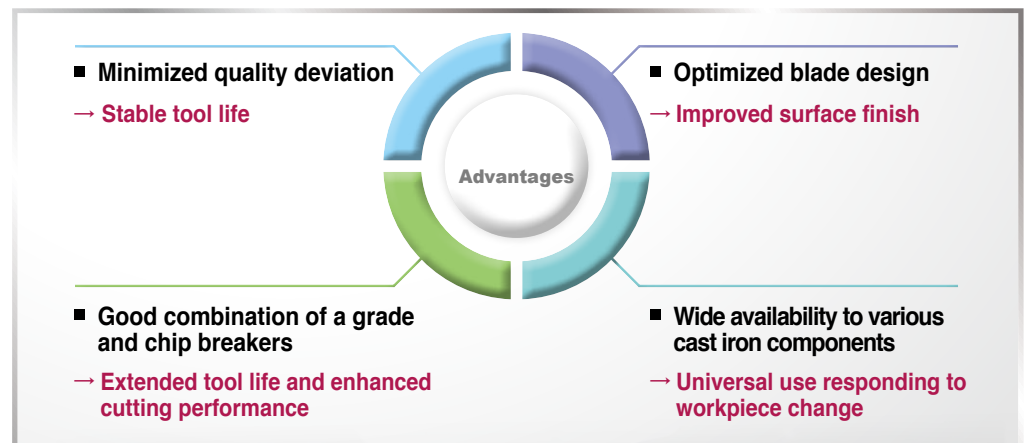 ■ Minimized quality deviation
→ Stable tool life
■ Optimized blade design
→ Improved surface finish
Advantages
■ Good combination of a grade
and chip breakers
→ Extended tool life and enhanced
cutting performance
■ Wide availability to various
cast iron components
→ Universal use responding to
workpiece change